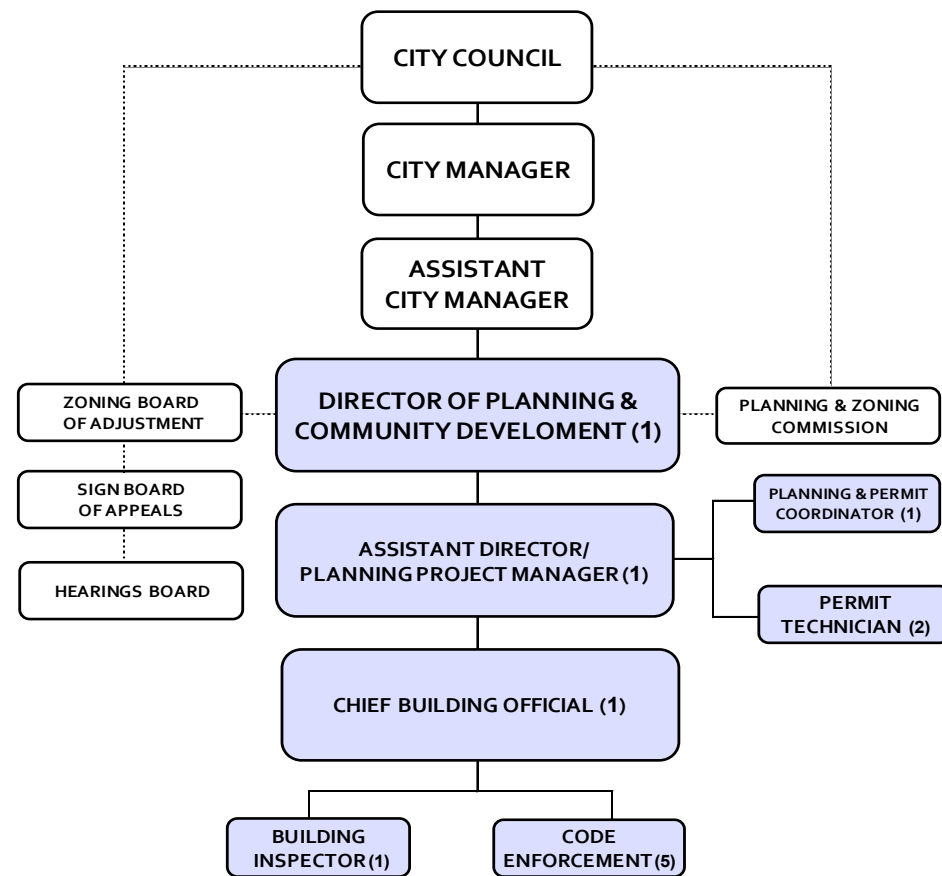 CITY COUNCIL
CITY MANAGER
ASSISTANT
CITY MANAGER
DIRECTOR OF PLANNING &
COMMUNITY DEVELOMENT (1)
ZONING BOARD
OF ADJUSTMENT
PLANNING & ZONING
COMMISSION
SIGN BOARD
OF APPEALS
HEARINGS BOARD
ASSISTANT DIRECTOR/
PLANNING PROJECT MANAGER (1)
PLANNING & PERMIT
COORDINATOR (1)
PERMIT
TECHNICIAN (2)
CHIEF BUILDING OFFICIAL (1)
BUILDING
INSPECTOR (1)
CODE
ENFORCEMENT (5)